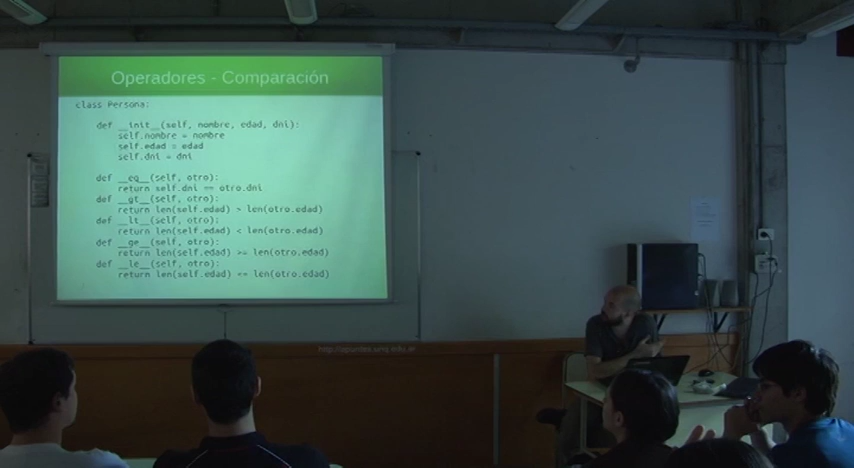 Operadores - Comparación
class Persona:
def __init__(self, nombre, edad, dni):
self.nombre = nombre
self.edad = edad
self.dni = dni
def __eq__(self, otro):
return self.dni == otro.dni
def __gt__(self, otro):
return len(self.edad) > len(otro.edad)
def __lt__(self, otro):
return len(self.edad) < len(otro.edad)
def __ge__(self, otro):
return len(self.edad) >= len(otro.edad)
def __le__(self, otro):
return len(self.edad) <= len(otro.edad)